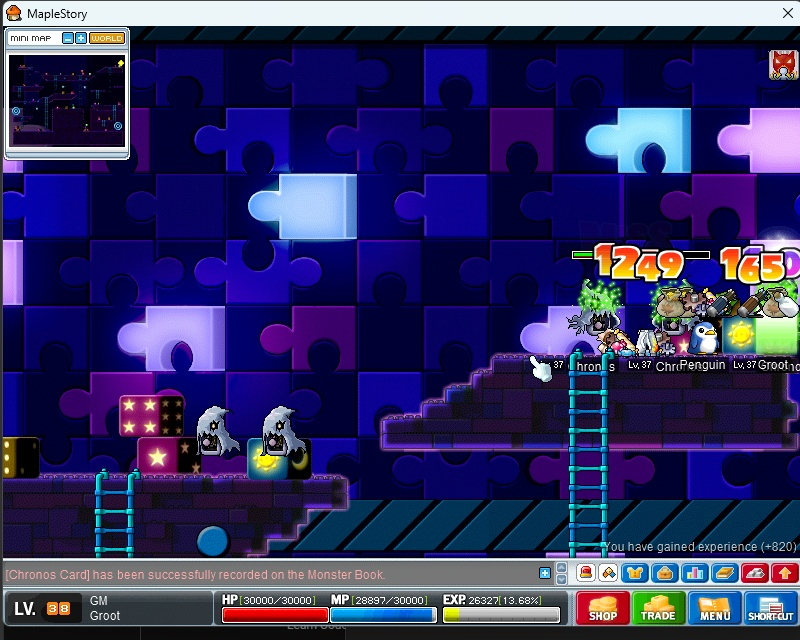 MapleStory
MINI MAP
WORLD
1249 165
37 Chronos Lv. 37 Chr Penguin Lv. 37 Groot
You have gained experience (+820)
[Chronos Card] has been successfully recorded on the Monster Book.
LV. 38 GM
Groot
HP[30000/30000] MP[28897/30000] EXP.26327[13.68%]
SHOP TRADE MENU SHORTCUT